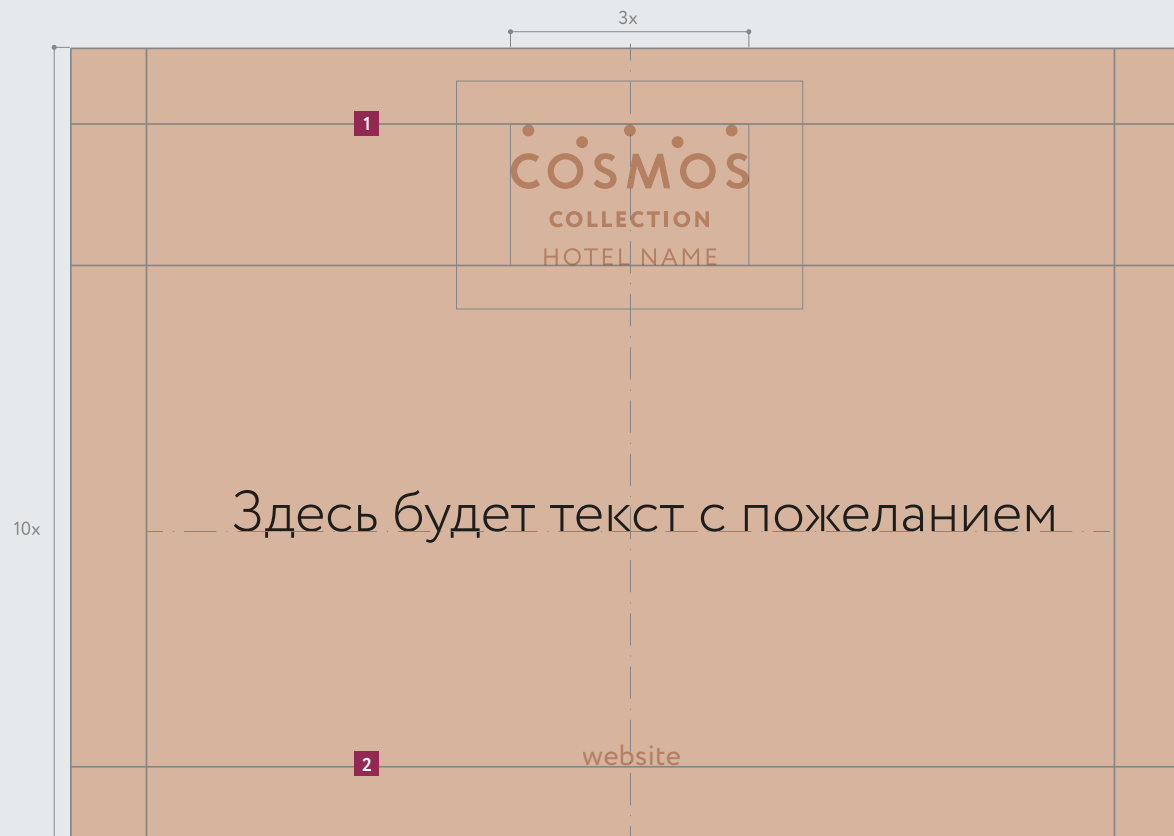 3x
1
COSMOS
COLLECTION
HOTEL NAME
Здесь будет текст с пожеланием
10x
website
2